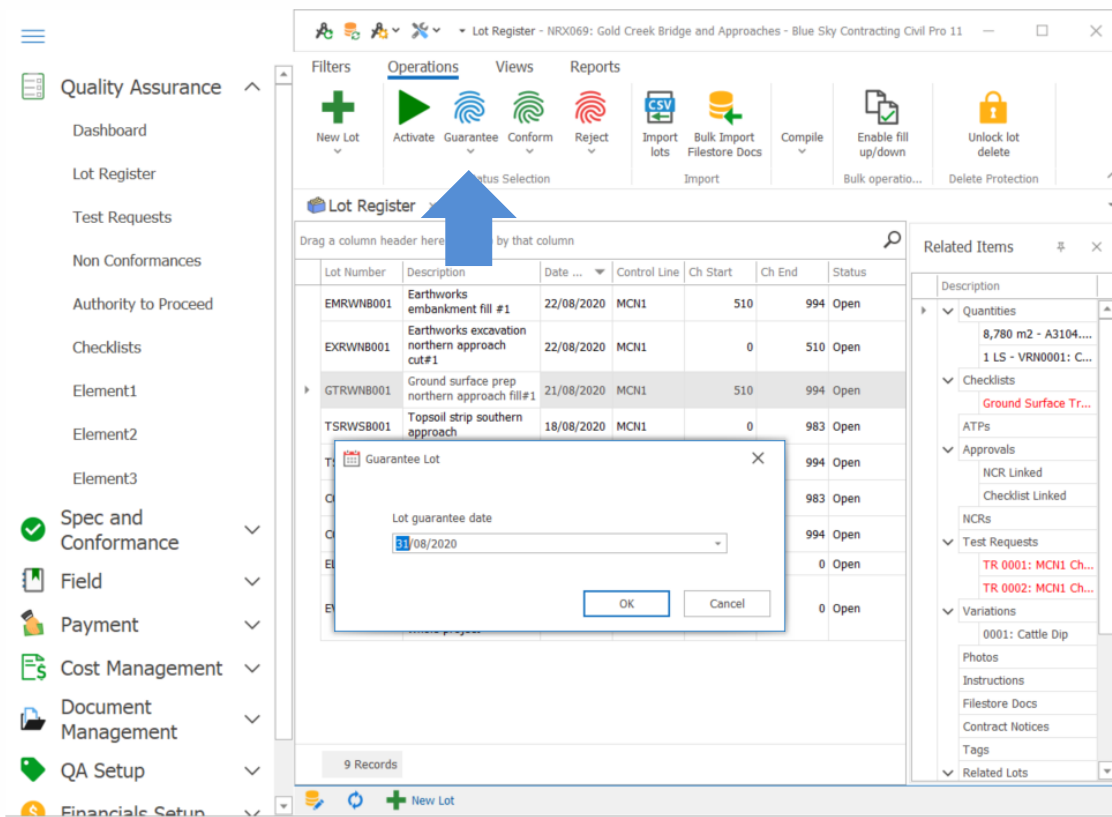 Lot Register - NRX069: Gold Creek Bridge and Approaches - Blue Sky Contracting Civil Pro 11
Filters Operations Views Reports
New Lot
Activate
Guarantee
Conform
Reject
CSV
Import lots
Bulk Import Filestore Docs
Compile
Enable fill up/down
Unlock lot delete
Selection
Import
Bulk operatio...
Delete Protection
Quality Assurance
Dashboard
Lot Register
Test Requests
Non Conformances
Authority to Proceed
Checklists
Element1
Element2
Element3
Spec and
Conformance
Field
Payment
Cost Management
Document
Management
QA Setup
Financials Setup
Lot Register
Drag a column header here by that column
Lot Number Description Date ... Control Line Ch Start Ch End Status
Earthworks
embankment fill #1
EMRWNB001 22/08/2020 MCN1 510 994 Open
Earthworks excavation
northern approach
cut#1
EXRWNB001 22/08/2020 MCN1 0 510 Open
Ground surface prep
northern approach fill#1
GTRWNB001 21/08/2020 MCN1 510 994 Open
Topsoil strip southern
approach
TSRWSB001 18/08/2020 MCN1 0 983 Open
994 Open
983 Open
994 Open
0 Open
0 Open
Guarantee Lot
Lot guarantee date
31/08/2020
OK Cancel
whole project
9 Records
New Lot
Related Items
Description
Quantities
8,780 m2 - A3104....
1 LS - VRN0001: C...
Checklists
Ground Surface Tr...
ATPs
Approvals
NCR Linked
Checklist Linked
NCRs
Test Requests
TR 0001: MCN1 Ch...
TR 0002: MCN1 Ch...
Variations
0001: Cattle Dip
Photos
Instructions
Filestore Docs
Contract Notices
Tags
Related Lots